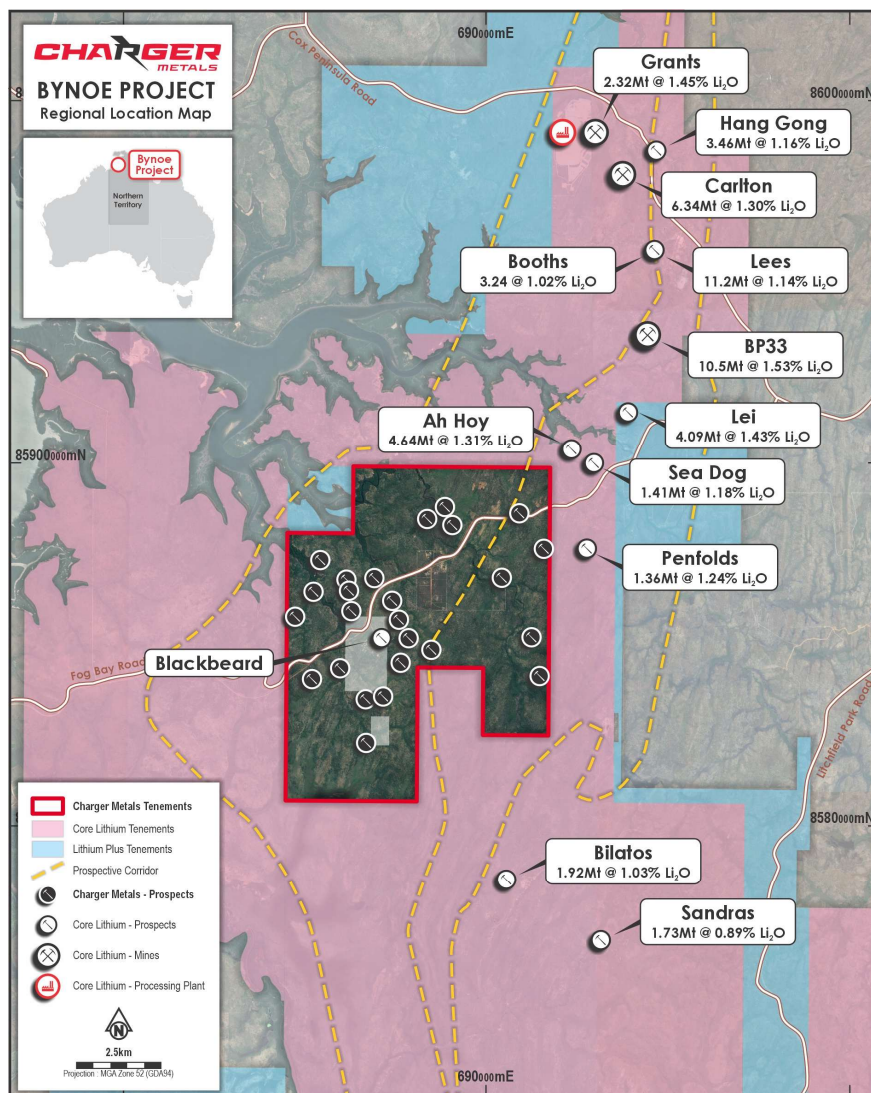 CHARGER
METALS
BYNOE PROJECT
Regional Location Map
Bynoe
Project
Northern
Territory
690000mE
Cox Peninsula Road
8600000mN
Grants
2.32Mt @ 1.45% Li₂O
Hang Gong
3.46Mt @ 1.16% Li₂O
Carlton
6.34Mt @ 1.30% Li₂O
Booths
3.24 @ 1.02% Li₂O
Lees
11.2Mt @ 1.14% Li₂O
BP33
10.5Mt @ 1.53% Li₂O
Ah Hoy
4.64Mt @ 1.31% Li₂O
Lei
4.09Mt @ 1.43% Li₂O
85900000mN
Sea Dog
1.41Mt @ 1.18% Li₂O
Penfolds
1.36Mt @ 1.24% Li₂O
Blackbeard
Fog Bay Road
Litchfield Park Road
8580000mN
Bilatos
1.92Mt @ 1.03% Li₂O
Sandras
1.73Mt @ 0.89% Li₂O
Charger Metals Tenements
Core Lithium Tenements
Lithium Plus Tenements
Prospective Corridor
Charger Metals - Prospects
Core Lithium - Prospects
Core Lithium - Mines
Core Lithium - Processing Plant
N
2.5km
Projection : MGA Zone 52 (GDA94)
690000mE